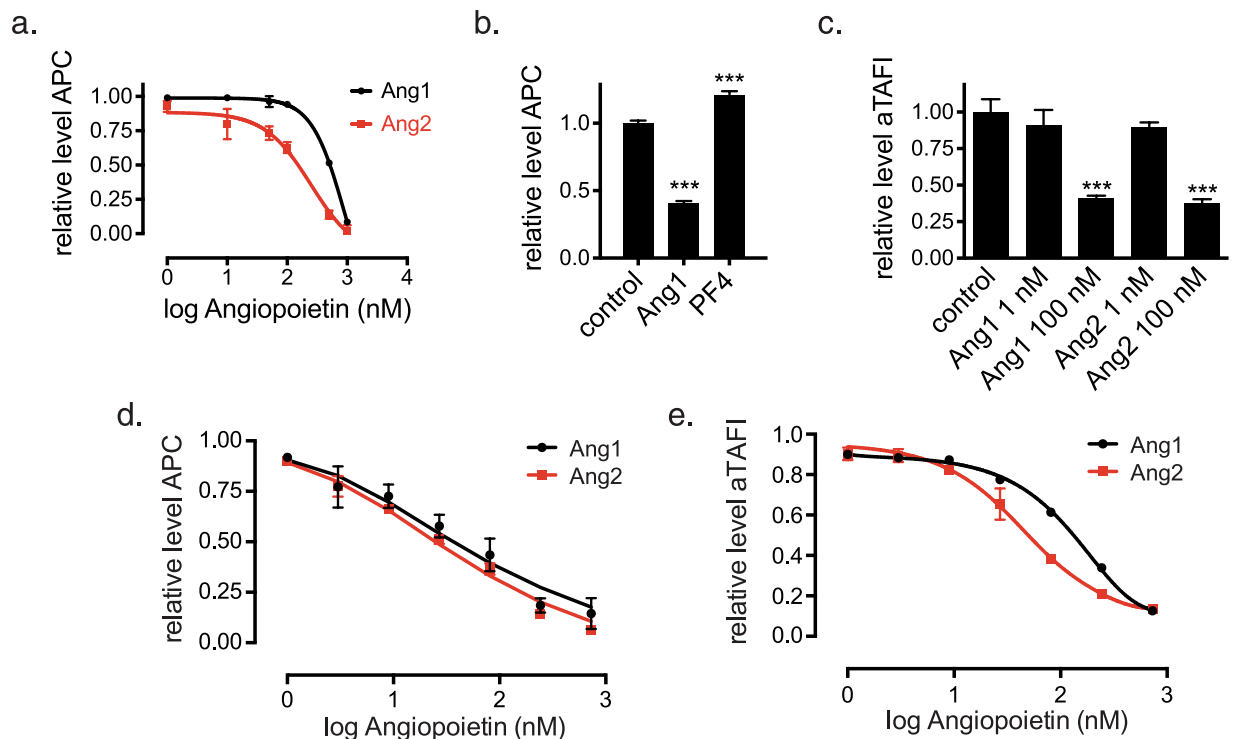 a.
relative level APC
1.00
0.75
0.50
0.25
0.00
Ang1
Ang2
0 1 2 3 4
log Angiopoietin (nM)
b.
relative level APC
1.0
0.5
0.0
***
***
control
Ang1
PF4
c.
relative level aTAFI
1.00
0.75
0.50
0.25
0.00
***
***
control
Ang1 1 nM
Ang1 100 nM
Ang2 1 nM
Ang2 100 nM
d.
relative level APC
1.00
0.75
0.50
0.25
0.00
Ang1
Ang2
0 1 2 3
log Angiopoietin (nM)
e.
relative level aTAFI
1.0
0.8
0.6
0.4
0.2
0.0
Ang1
Ang2
0 1 2 3
log Angiopoietin (nM)